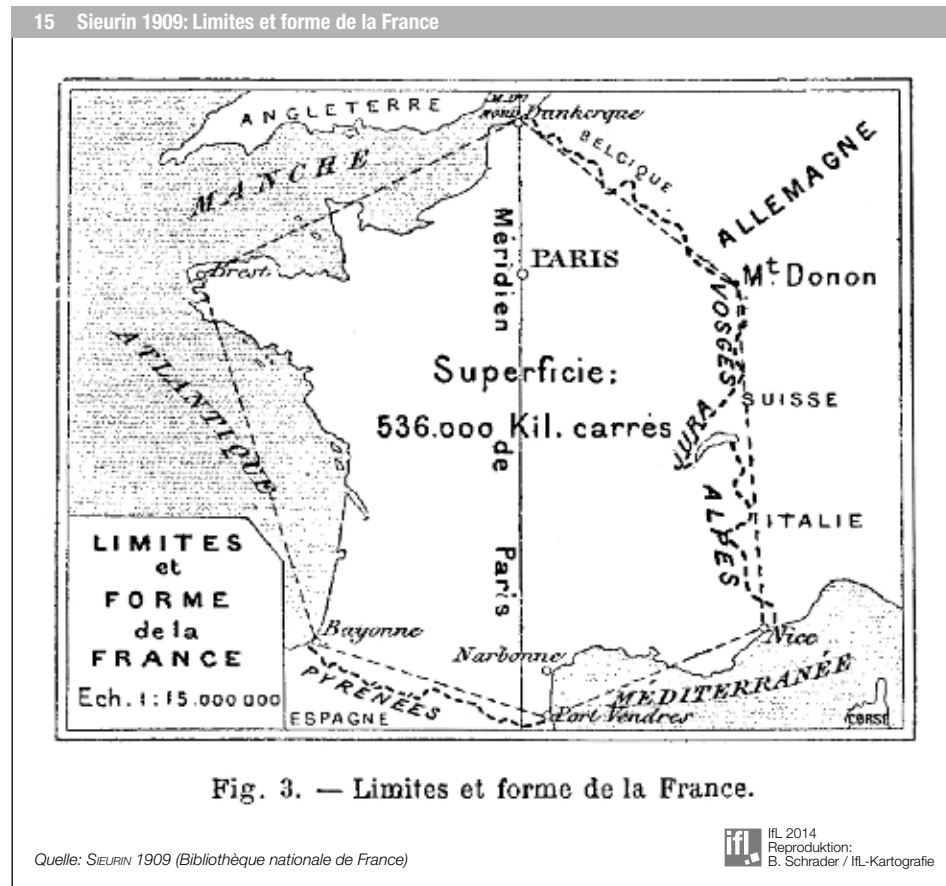 15 Sieurin 1909: Limites et forme de la France
ANGLETERRE
M. DU
NORD
Dunkerque
BELGIQUE
ALLEMAGNE
MANCHE
Méridien de Paris
PARIS
Brest
Mt. Donon
VOSGES
ATLANTIQUE
Superficie:
536.000 Kil. carrés
SUISSE
JURA
ALPES
ITALIE
LIMITES
et
FORME
de la
FRANCE
Ech. 1:15.000 000
Bayonne
Narbonne
Nice
PYRÉNÉES
MÉDITERRANÉE
ESPAGNE
Port Vendres
CORSE
Fig. 3. — Limites et forme de la France.
Quelle: SIEURIN 1909 (Bibliothèque nationale de France)
ifl
IfL 2014
Reproduktion:
B. Schrader / IfL-Kartografie